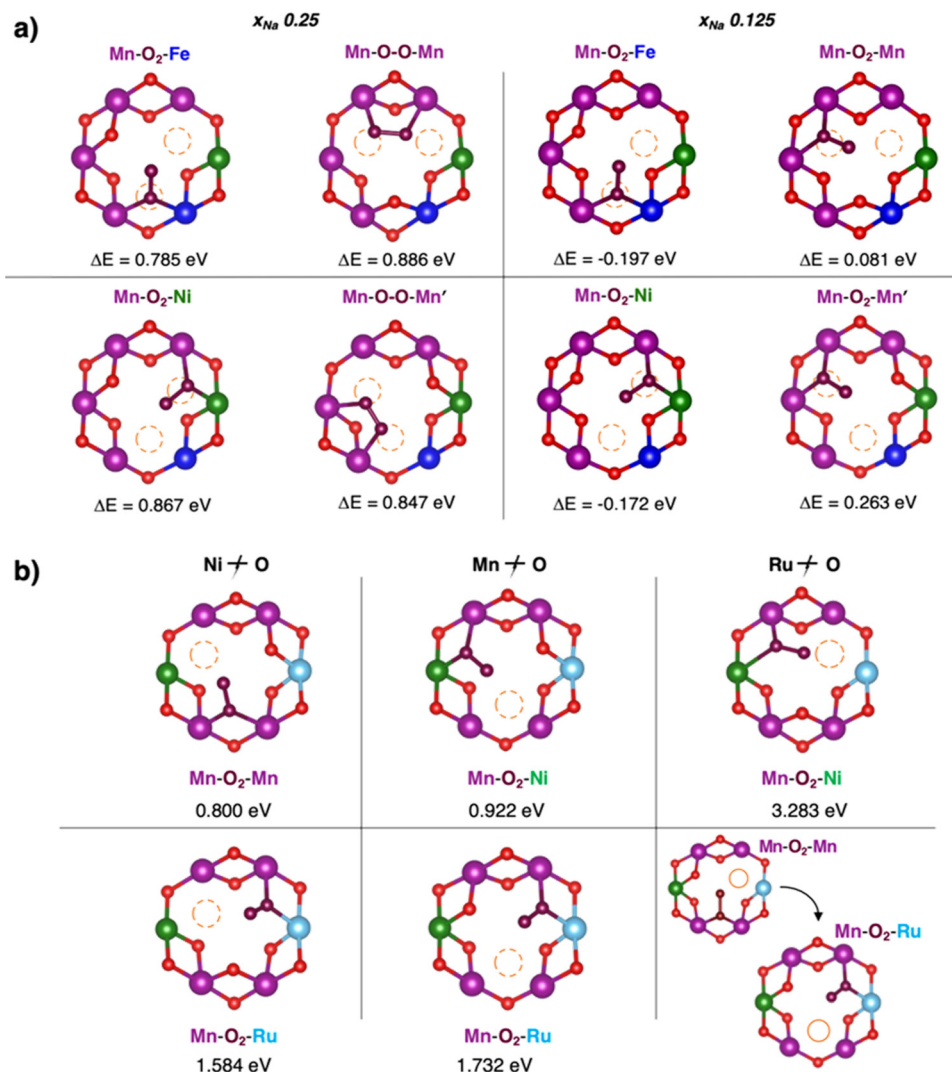 a)
x_Na 0.25
x_Na 0.125
Mn-O₂-Fe
Mn-O-O-Mn
Mn-O₂-Fe
Mn-O₂-Mn
ΔE = 0.785 eV
ΔE = 0.886 eV
ΔE = -0.197 eV
ΔE = 0.081 eV
Mn-O₂-Ni
Mn-O-O-Mn′
Mn-O₂-Ni
Mn-O₂-Mn′
ΔE = 0.867 eV
ΔE = 0.847 eV
ΔE = -0.172 eV
ΔE = 0.263 eV
b)
Ni ⌿ O
Mn ⌿ O
Ru ⌿ O
Mn-O₂-Mn
Mn-O₂-Ni
Mn-O₂-Ni
0.800 eV
0.922 eV
3.283 eV
Mn-O₂-Mn
Mn-O₂-Ru
Mn-O₂-Ru
Mn-O₂-Ru
1.584 eV
1.732 eV